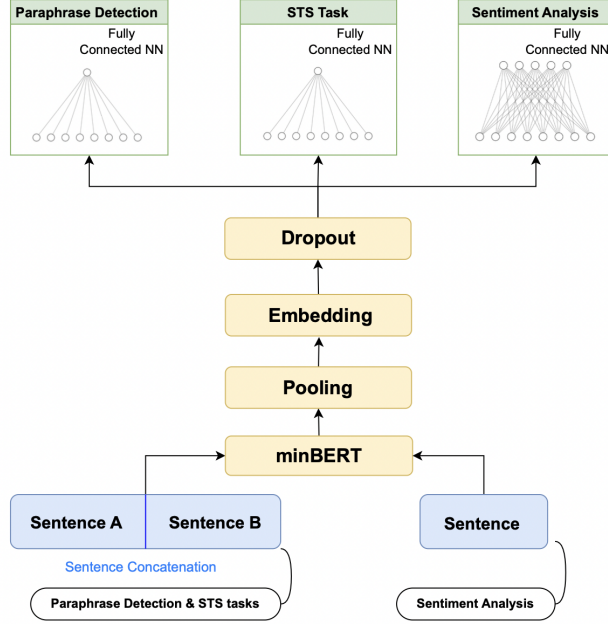 Paraphrase Detection
STS Task
Sentiment Analysis
Fully
Connected NN
Fully
Connected NN
Fully
Connected NN
Dropout
Embedding
Pooling
minBERT
Sentence A
Sentence B
Sentence
Sentence Concatenation
Paraphrase Detection & STS tasks
Sentiment Analysis